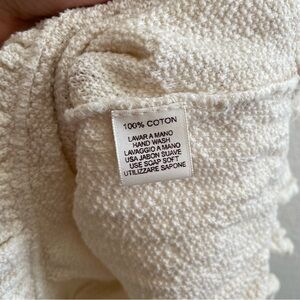 100% COTON
LAVAR A MANO
HAND WASH
LAVAGGIO A MANO
USA JABON SUAVE
USE SOAP SOFT
UTILIZZARE SAPONE